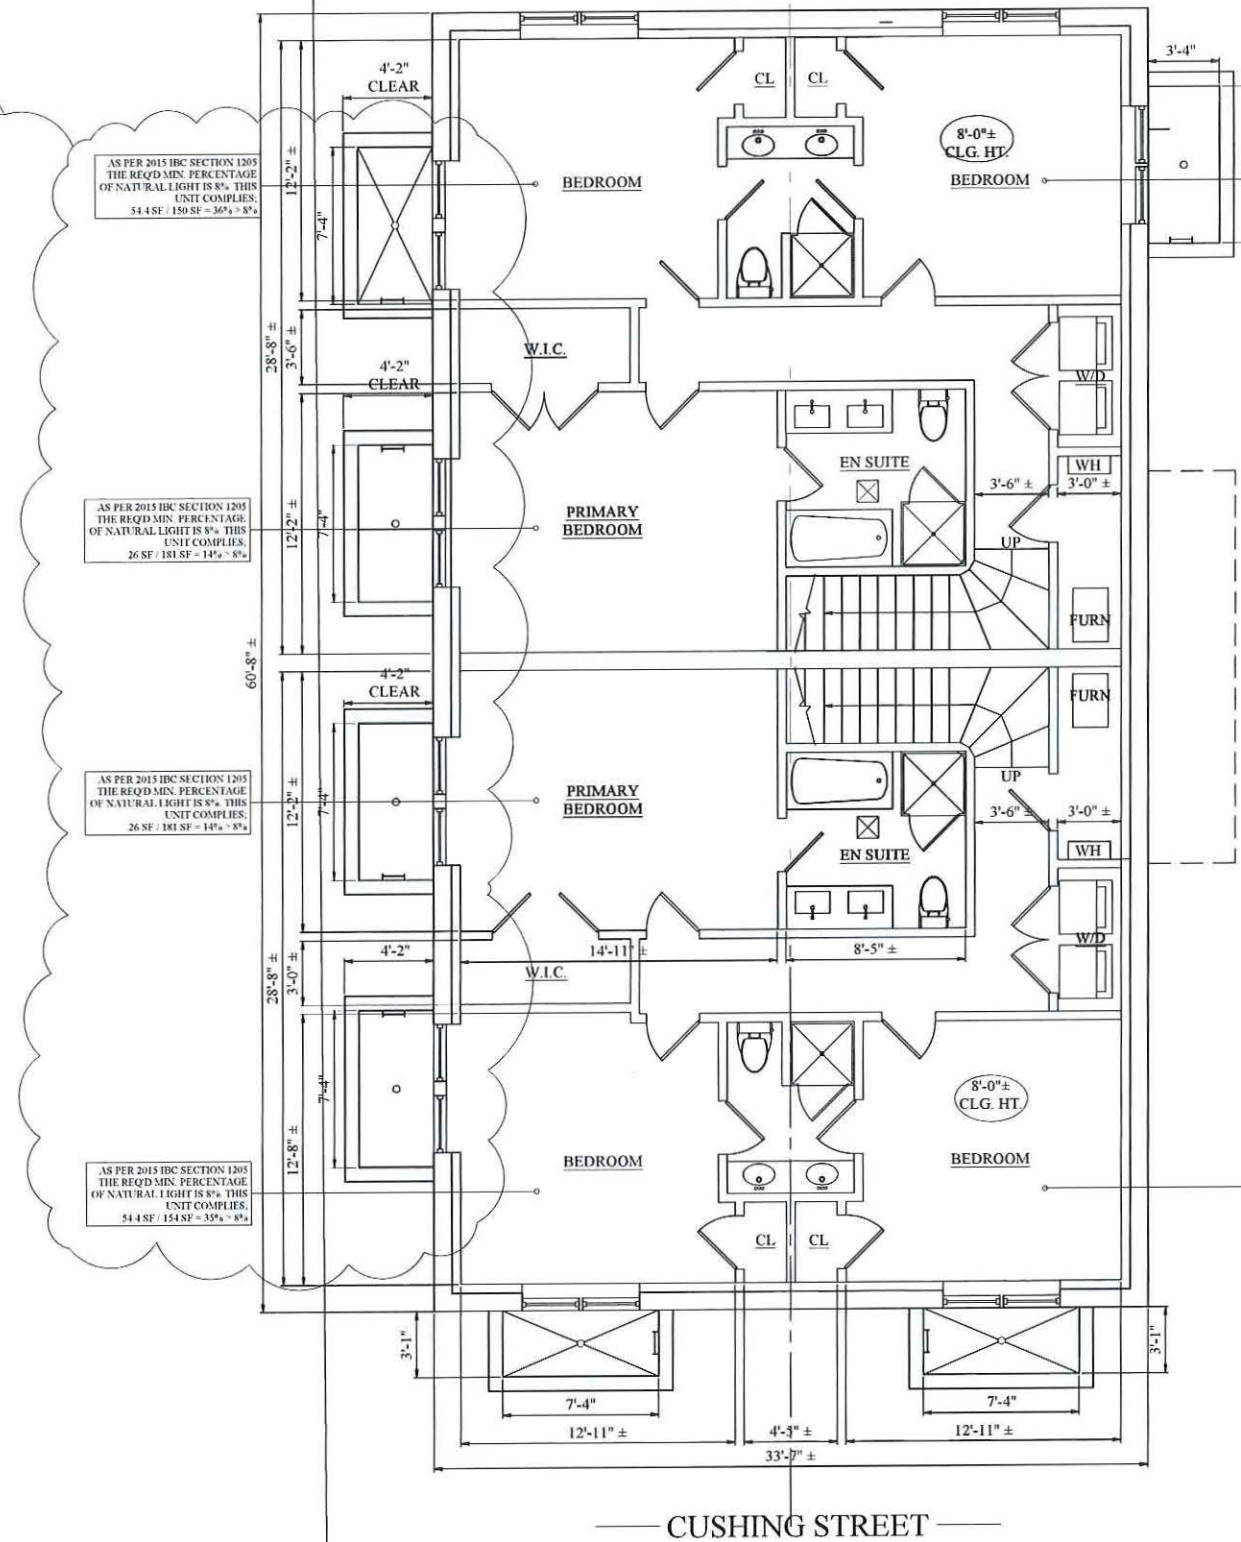 3'-4"
4'-2"
CLEAR
CL
CL
8'-0"±
CLG. HT.
AS PER 2015 IBC SECTION 1205
THE REQ'D MIN. PERCENTAGE
OF NATURAL LIGHT IS 8%. THIS
UNIT COMPLIES;
54.4 SF / 150 SF = 36% > 8%
12'-2" ±
BEDROOM
BEDROOM
7'-4"
28'-8" ±
3'-6" ±
W.I.C.
4'-2"
CLEAR
W/D
EN SUITE
WH
3'-6" ±
3'-0" ±
AS PER 2015 IBC SECTION 1205
THE REQ'D MIN. PERCENTAGE
OF NATURAL LIGHT IS 8%. THIS
UNIT COMPLIES;
26 SF / 181 SF = 14% > 8%
12'-2" ±
7'-4"
PRIMARY
BEDROOM
UP
FURN
60'-8" ±
4'-2"
CLEAR
FURN
AS PER 2015 IBC SECTION 1205
THE REQ'D MIN. PERCENTAGE
OF NATURAL LIGHT IS 8%. THIS
UNIT COMPLIES;
26 SF / 181 SF = 14% > 8%
12'-2" ±
7'-4"
PRIMARY
BEDROOM
UP
3'-6" ±
3'-0" ±
EN SUITE
WH
4'-2"
14'-11" ±
8'-5" ±
W/D
28'-8" ±
3'-0" ±
W.I.C.
7'-4"
8'-0"±
CLG. HT.
12'-8" ±
BEDROOM
BEDROOM
AS PER 2015 IBC SECTION 1205
THE REQ'D MIN. PERCENTAGE
OF NATURAL LIGHT IS 8%. THIS
UNIT COMPLIES;
54.4 SF / 154 SF = 35% > 8%
CL
CL
3'-1"
3'-1"
7'-4"
7'-4"
12'-11" ±
4'-5" ±
12'-11" ±
33'-7" ±
CUSHING STREET